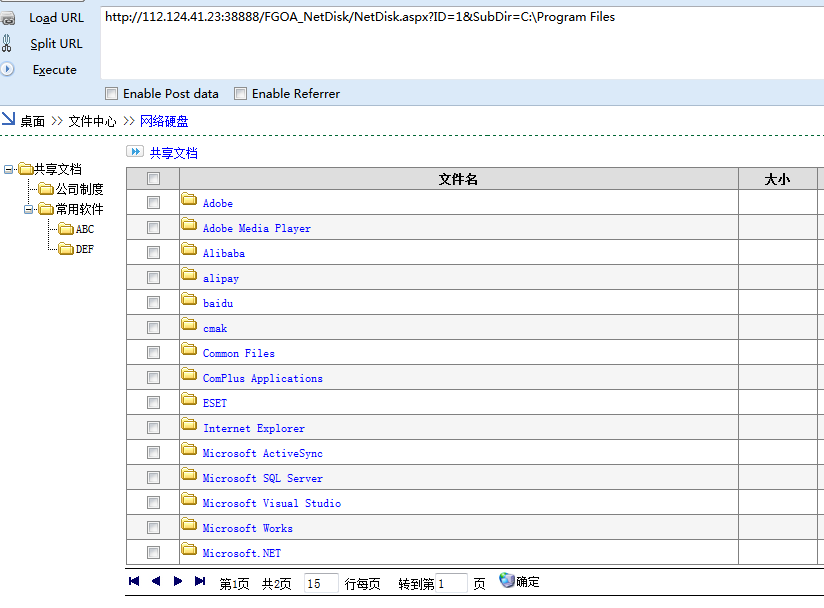 Load URL
http://112.124.41.23:38888/FGOA_NetDisk/NetDisk.aspx?ID=1&SubDir=C:\Program Files
Split URL
Execute
Enable Post data Enable Referrer
桌面 >> 文件中心 >> 网络硬盘
共享文档
公司制度
常用软件
ABC
DEF
共享文档
文件名 大小
Adobe
Adobe Media Player
Alibaba
alipay
baidu
cmak
Common Files
ComPlus Applications
ESET
Internet Explorer
Microsoft ActiveSync
Microsoft SQL Server
Microsoft Visual Studio
Microsoft Works
Microsoft.NET
第1页 共2页 15 行每页 转到第 1 页 确定